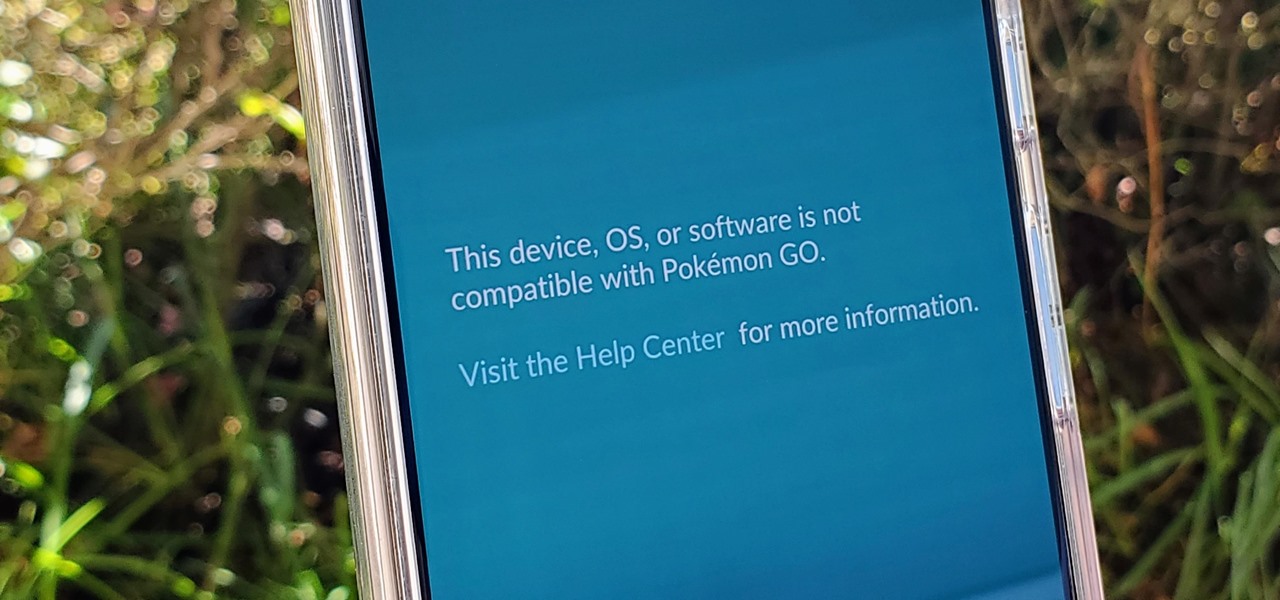 This device, OS, or software is not
compatible with Pokémon GO.
Visit the Help Center for more information.